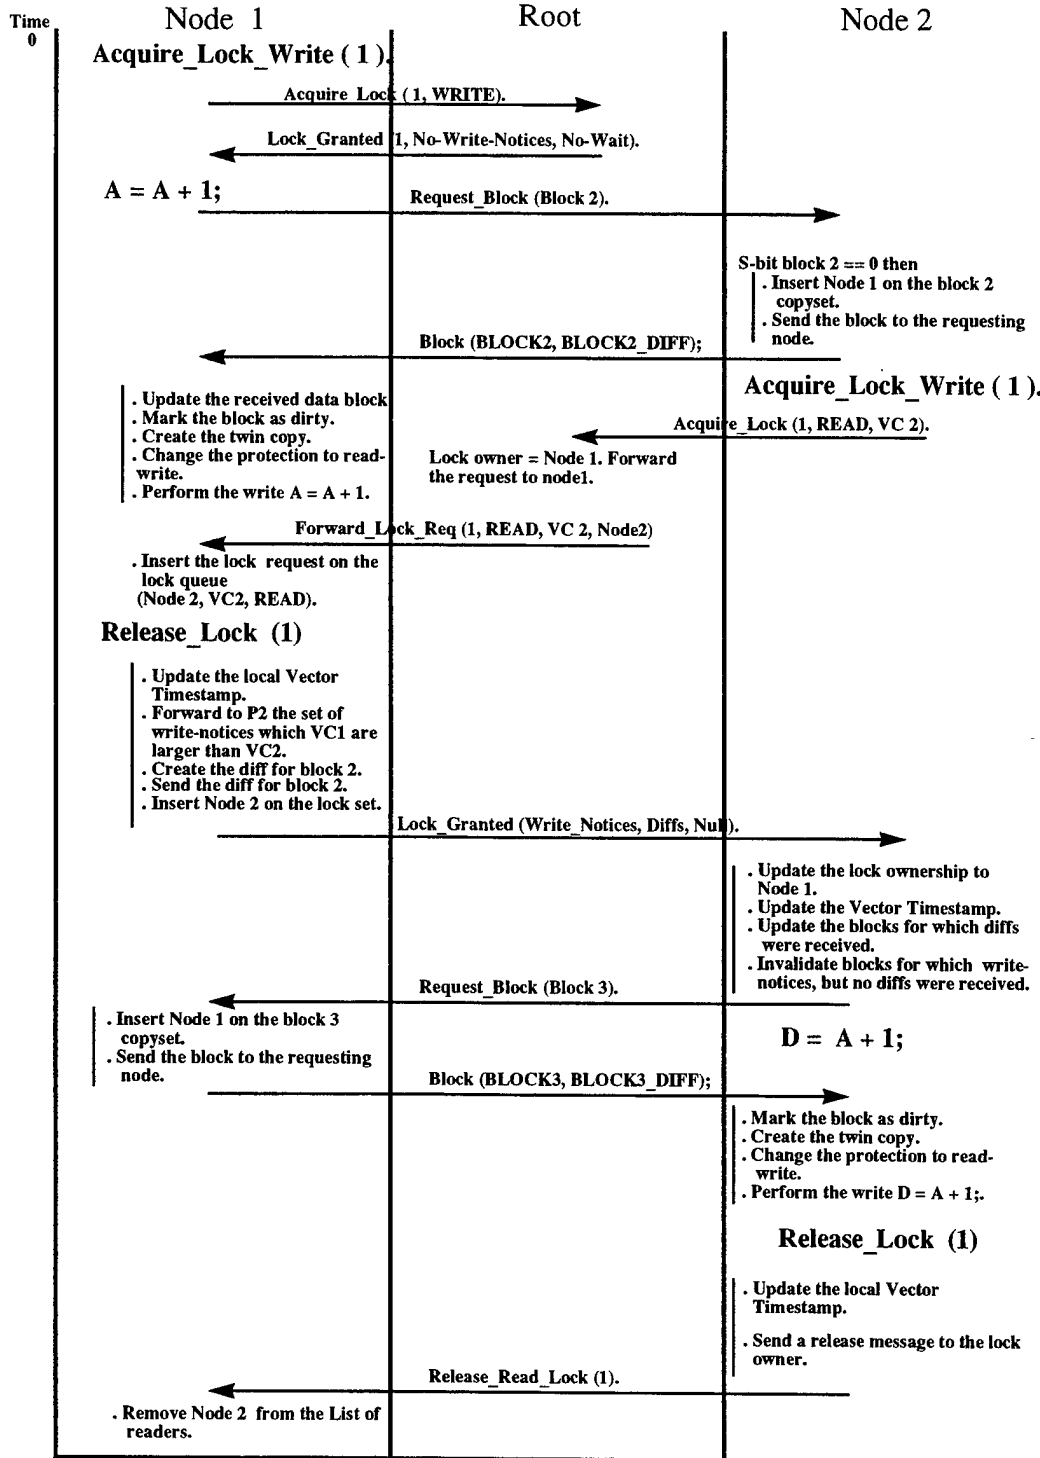 Time
0
Node 1
Root
Node 2
Acquire_Lock_Write ( 1 ).
Acquire Lock ( 1, WRITE).
Lock_Granted (1, No-Write-Notices, No-Wait).
A = A + 1;
Request_Block (Block 2).
S-bit block 2 == 0 then
. Insert Node 1 on the block 2
copyset.
. Send the block to the requesting
node.
Block (BLOCK2, BLOCK2_DIFF);
Acquire_Lock_Write ( 1 ).
. Update the received data block
. Mark the block as dirty.
. Create the twin copy.
. Change the protection to read-
write.
. Perform the write A = A + 1.
Acquire_Lock (1, READ, VC 2).
Lock owner = Node 1. Forward
the request to node1.
Forward_Lock_Req (1, READ, VC 2, Node2)
. Insert the lock request on the
lock queue
(Node 2, VC2, READ).
Release_Lock (1)
. Update the local Vector
Timestamp.
. Forward to P2 the set of
write-notices which VC1 are
larger than VC2.
. Create the diff for block 2.
. Send the diff for block 2.
. Insert Node 2 on the lock set.
Lock_Granted (Write_Notices, Diffs, Null).
. Update the lock ownership to
Node 1.
. Update the Vector Timestamp.
. Update the blocks for which diffs
were received.
. Invalidate blocks for which write-
notices, but no diffs were received.
Request_Block (Block 3).
. Insert Node 1 on the block 3
copyset.
. Send the block to the requesting
node.
D = A + 1;
Block (BLOCK3, BLOCK3_DIFF);
. Mark the block as dirty.
. Create the twin copy.
. Change the protection to read-
write.
. Perform the write D = A + 1;.
Release_Lock (1)
. Update the local Vector
Timestamp.
. Send a release message to the lock
owner.
Release_Read_Lock (1).
. Remove Node 2 from the List of
readers.